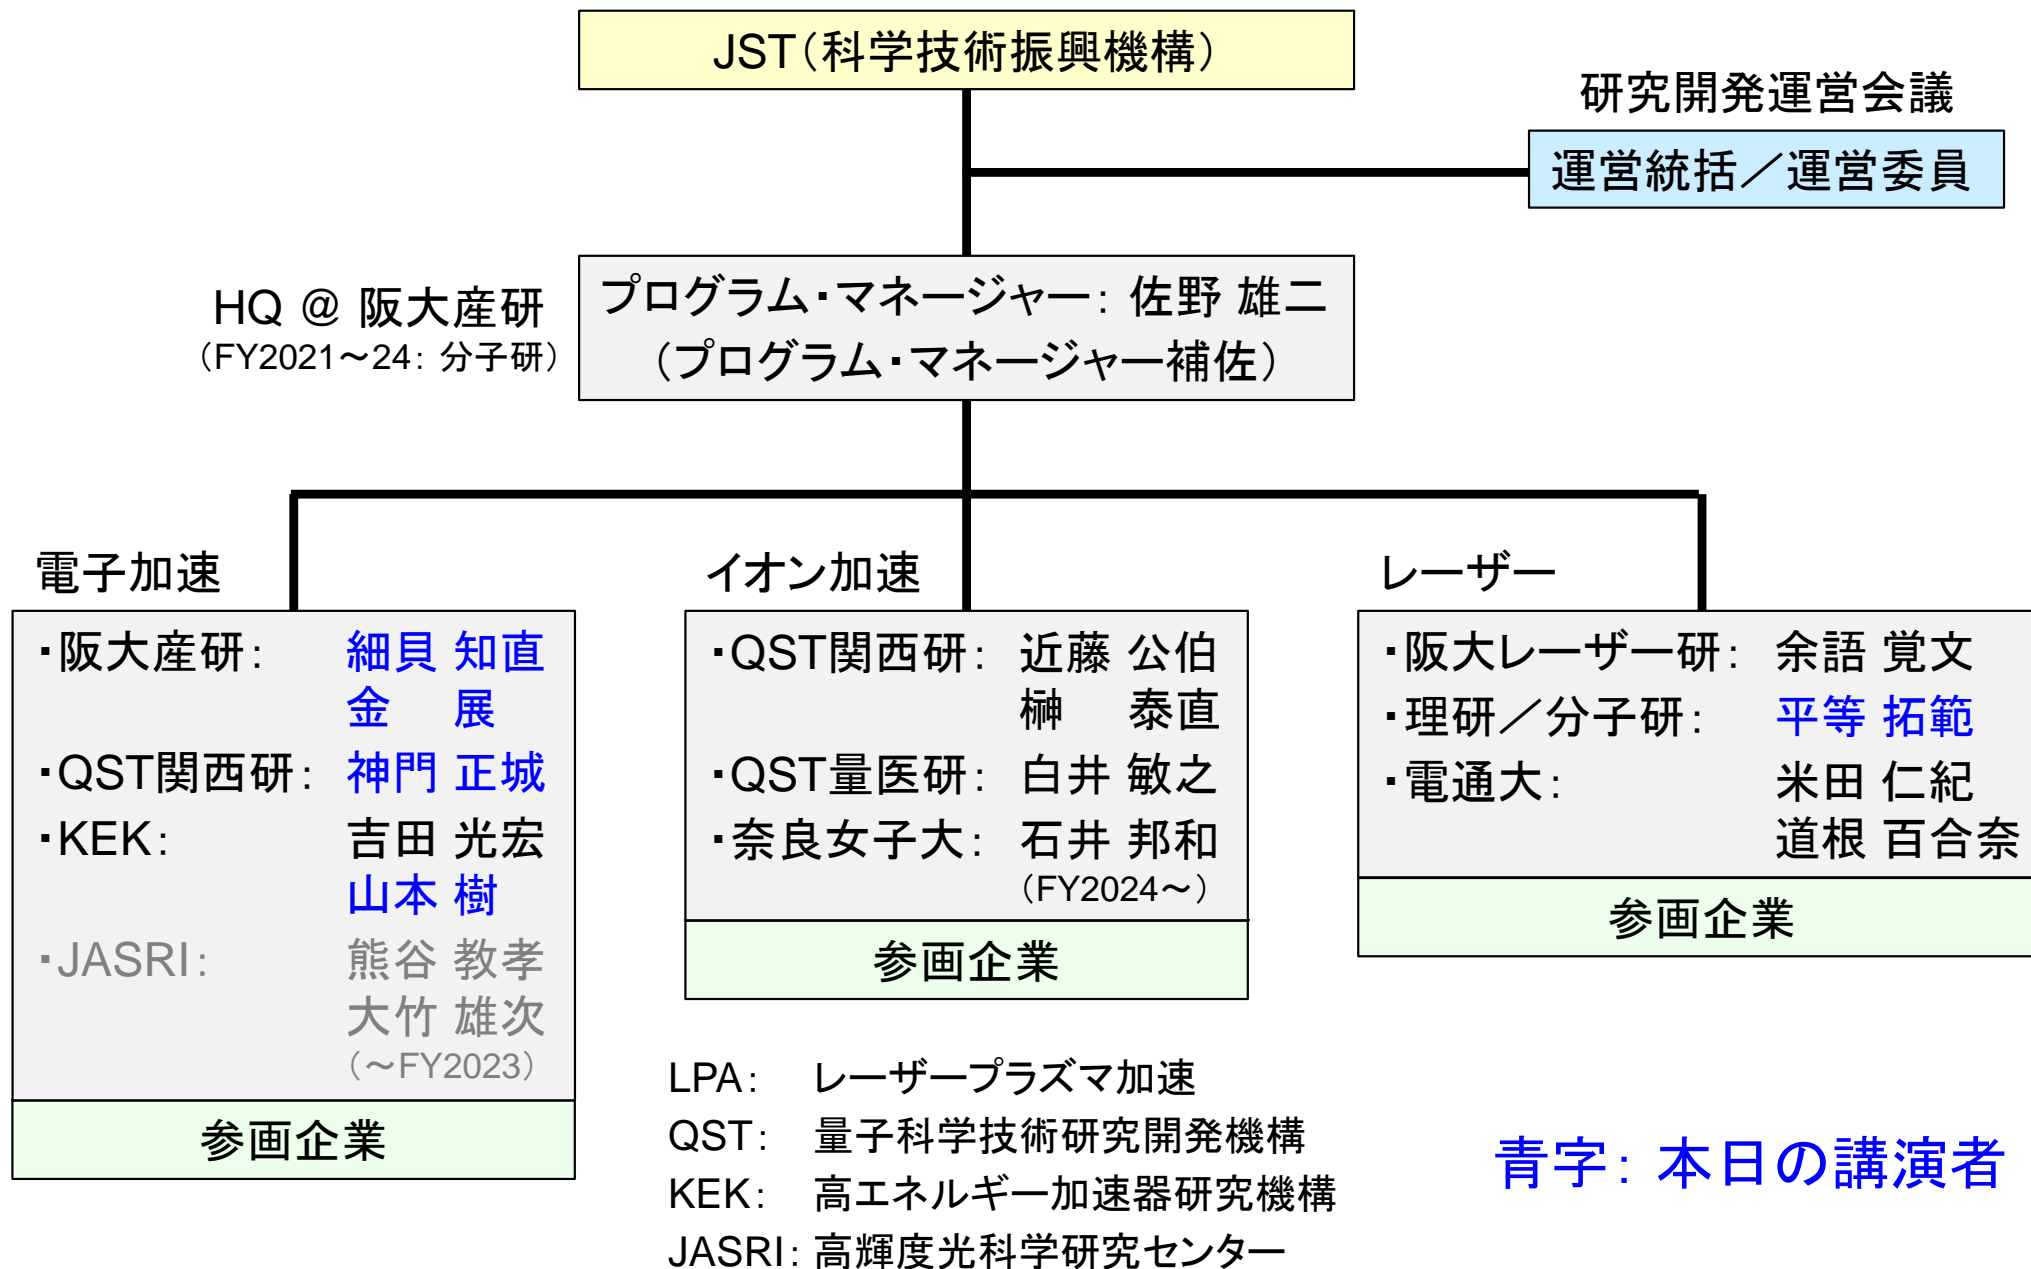 JST（科学技術振興機構）
研究開発運営会議
運営統括／運営委員
HQ @ 阪大産研
（FY2021～24： 分子研）
プログラム・マネージャー： 佐野 雄二
（プログラム・マネージャー補佐）
電子加速
・阪大産研： 細貝 知直
金 展
・QST関西研： 神門 正城
・KEK： 吉田 光宏
山本 樹
・JASRI： 熊谷 教孝
大竹 雄次
（～FY2023）
参画企業
イオン加速
・QST関西研： 近藤 公伯
榊 泰直
・QST量医研： 白井 敏之
・奈良女子大： 石井 邦和
（FY2024～）
参画企業
レーザー
・阪大レーザー研： 余語 覚文
・理研／分子研： 平等 拓範
・電通大： 米田 仁紀
道根 百合奈
参画企業
LPA： レーザープラズマ加速
QST： 量子科学技術研究開発機構
KEK： 高エネルギー加速器研究機構
JASRI： 高輝度光科学研究センター
青字： 本日の講演者